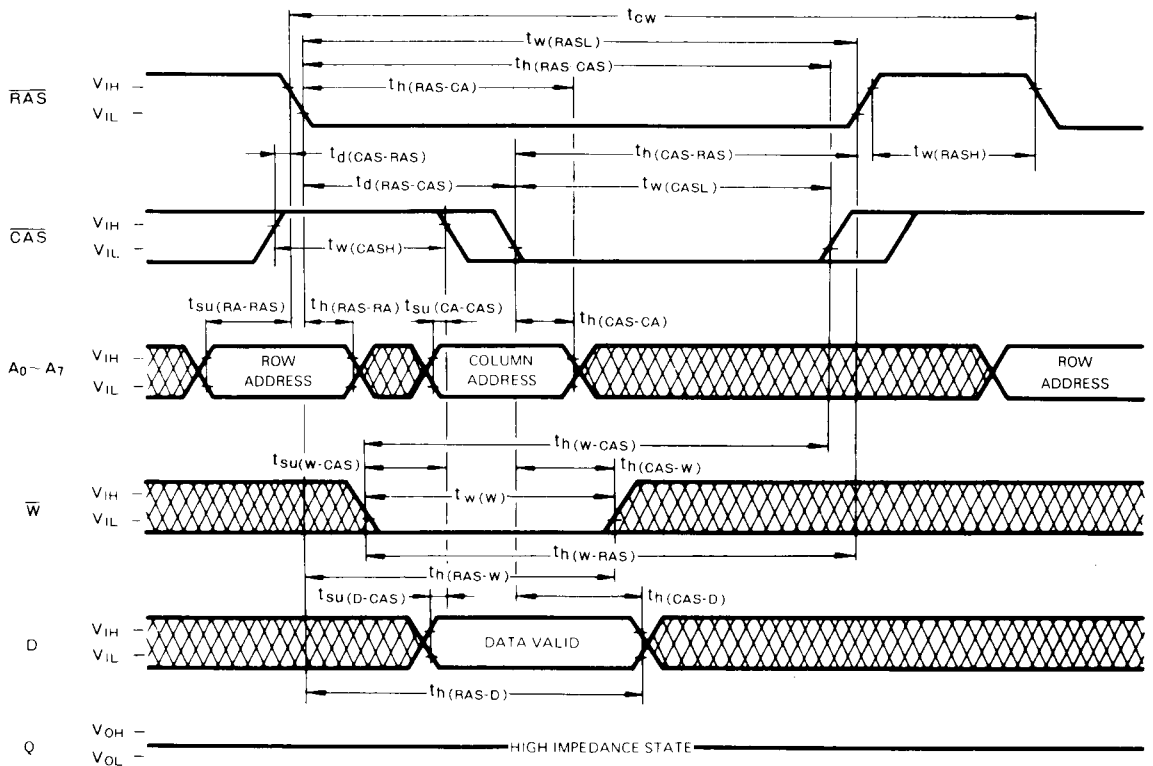 tCW
tW(RASL)
th(RAS-CAS)
th(RAS-CA)
RAS
VIH
VIL
td(CAS-RAS)
th(CAS-RAS)
tW(RASH)
td(RAS-CAS)
tW(CASL)
CAS
VIH
VIL
tW(CASH)
tsu(RA-RAS)
th(RAS-RA)
tsu(CA-CAS)
th(CAS-CA)
A0~A7
VIH
VIL
ROW ADDRESS
COLUMN ADDRESS
ROW ADDRESS
th(W-CAS)
tsu(W-CAS)
th(CAS-W)
W
VIH
VIL
tW(W)
th(W-RAS)
th(RAS-W)
tsu(D-CAS)
th(CAS-D)
D
VIH
VIL
DATA VALID
th(RAS-D)
Q
VOH
VOL
HIGH IMPEDANCE STATE